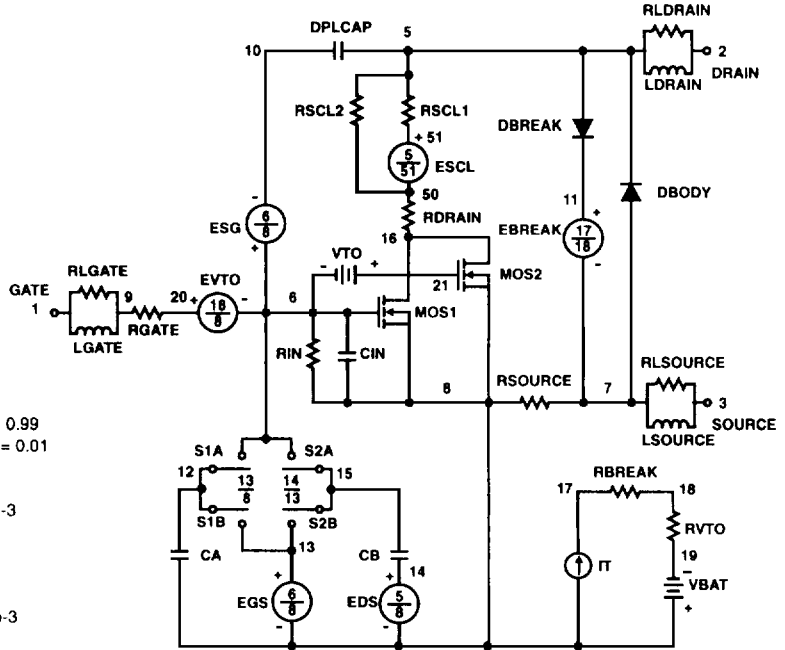 RLDRAIN
DPLCAP 5
10
2
DRAIN
LDRAIN
RSCL2 RSCL1
+ 51
5
51
ESCL
DBREAK
50
11
DBODY
-
ESG 6
8
+
RDRAIN
16
EBREAK 17
18
+
-
VTO
- +
21 MOS2
GATE
1
RLGATE
9
20 + EVTO -
18
8
6
MOS1
LGATE
RGATE
RIN CIN
8
RSOURCE
7
RLSOURCE
3
SOURCE
LSOURCE
0.99
= 0.01
S1A S2A
12
13
8
14
13
15
S1B S2B
-3
13
CA CB
14
+ EGS 6
8
-
+ EDS 5
8
-
RBREAK
17 18
RVTO
19
IT
- VBAT
+
-3